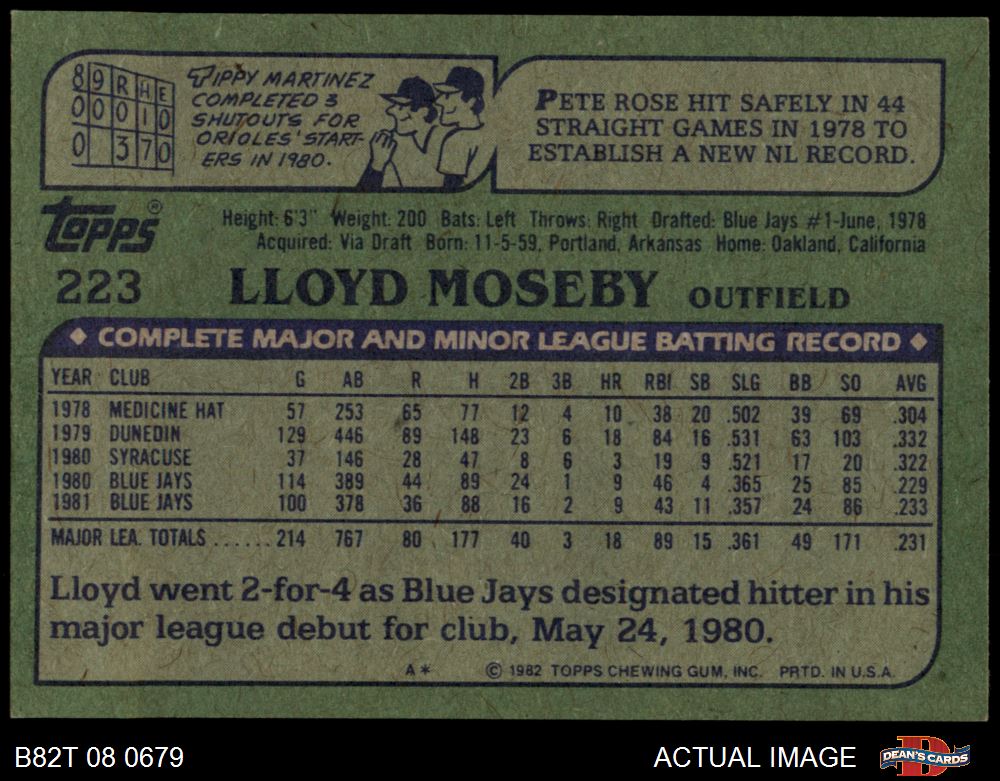 8 9 R H E
0 0 0 1 0
0 3 7 0
TIPPY MARTINEZ
COMPLETED 3
SHUTOUTS FOR
ORIOLES' START-
ERS IN 1980.
PETE ROSE HIT SAFELY IN 44
STRAIGHT GAMES IN 1978 TO
ESTABLISH A NEW NL RECORD.
topps®
Height: 6'3" Weight: 200 Bats: Left Throws: Right Drafted: Blue Jays #1-June, 1978
Acquired: Via Draft Born: 11-5-59, Portland, Arkansas Home: Oakland, California
223 LLOYD MOSEBY OUTFIELD
◆ COMPLETE MAJOR AND MINOR LEAGUE BATTING RECORD ◆
YEAR CLUB G AB R H 2B 3B HR RBI SB SLG BB SO AVG
1978 MEDICINE HAT 57 253 65 77 12 4 10 38 20 .502 39 69 .304
1979 DUNEDIN 129 446 89 148 23 6 18 84 16 .531 63 103 .332
1980 SYRACUSE 37 146 28 47 8 6 3 19 9 .521 17 20 .322
1980 BLUE JAYS 114 389 44 89 24 1 9 46 4 .365 25 85 .229
1981 BLUE JAYS 100 378 36 88 16 2 9 43 11 .357 24 86 .233
MAJOR LEA. TOTALS ...... 214 767 80 177 40 3 18 89 15 .361 49 171 .231
Lloyd went 2-for-4 as Blue Jays designated hitter in his
major league debut for club, May 24, 1980.
A* © 1982 TOPPS CHEWING GUM, INC. PRTD. IN U.S.A.
B82T 08 0679 ACTUAL IMAGE DEAN'S CARDS